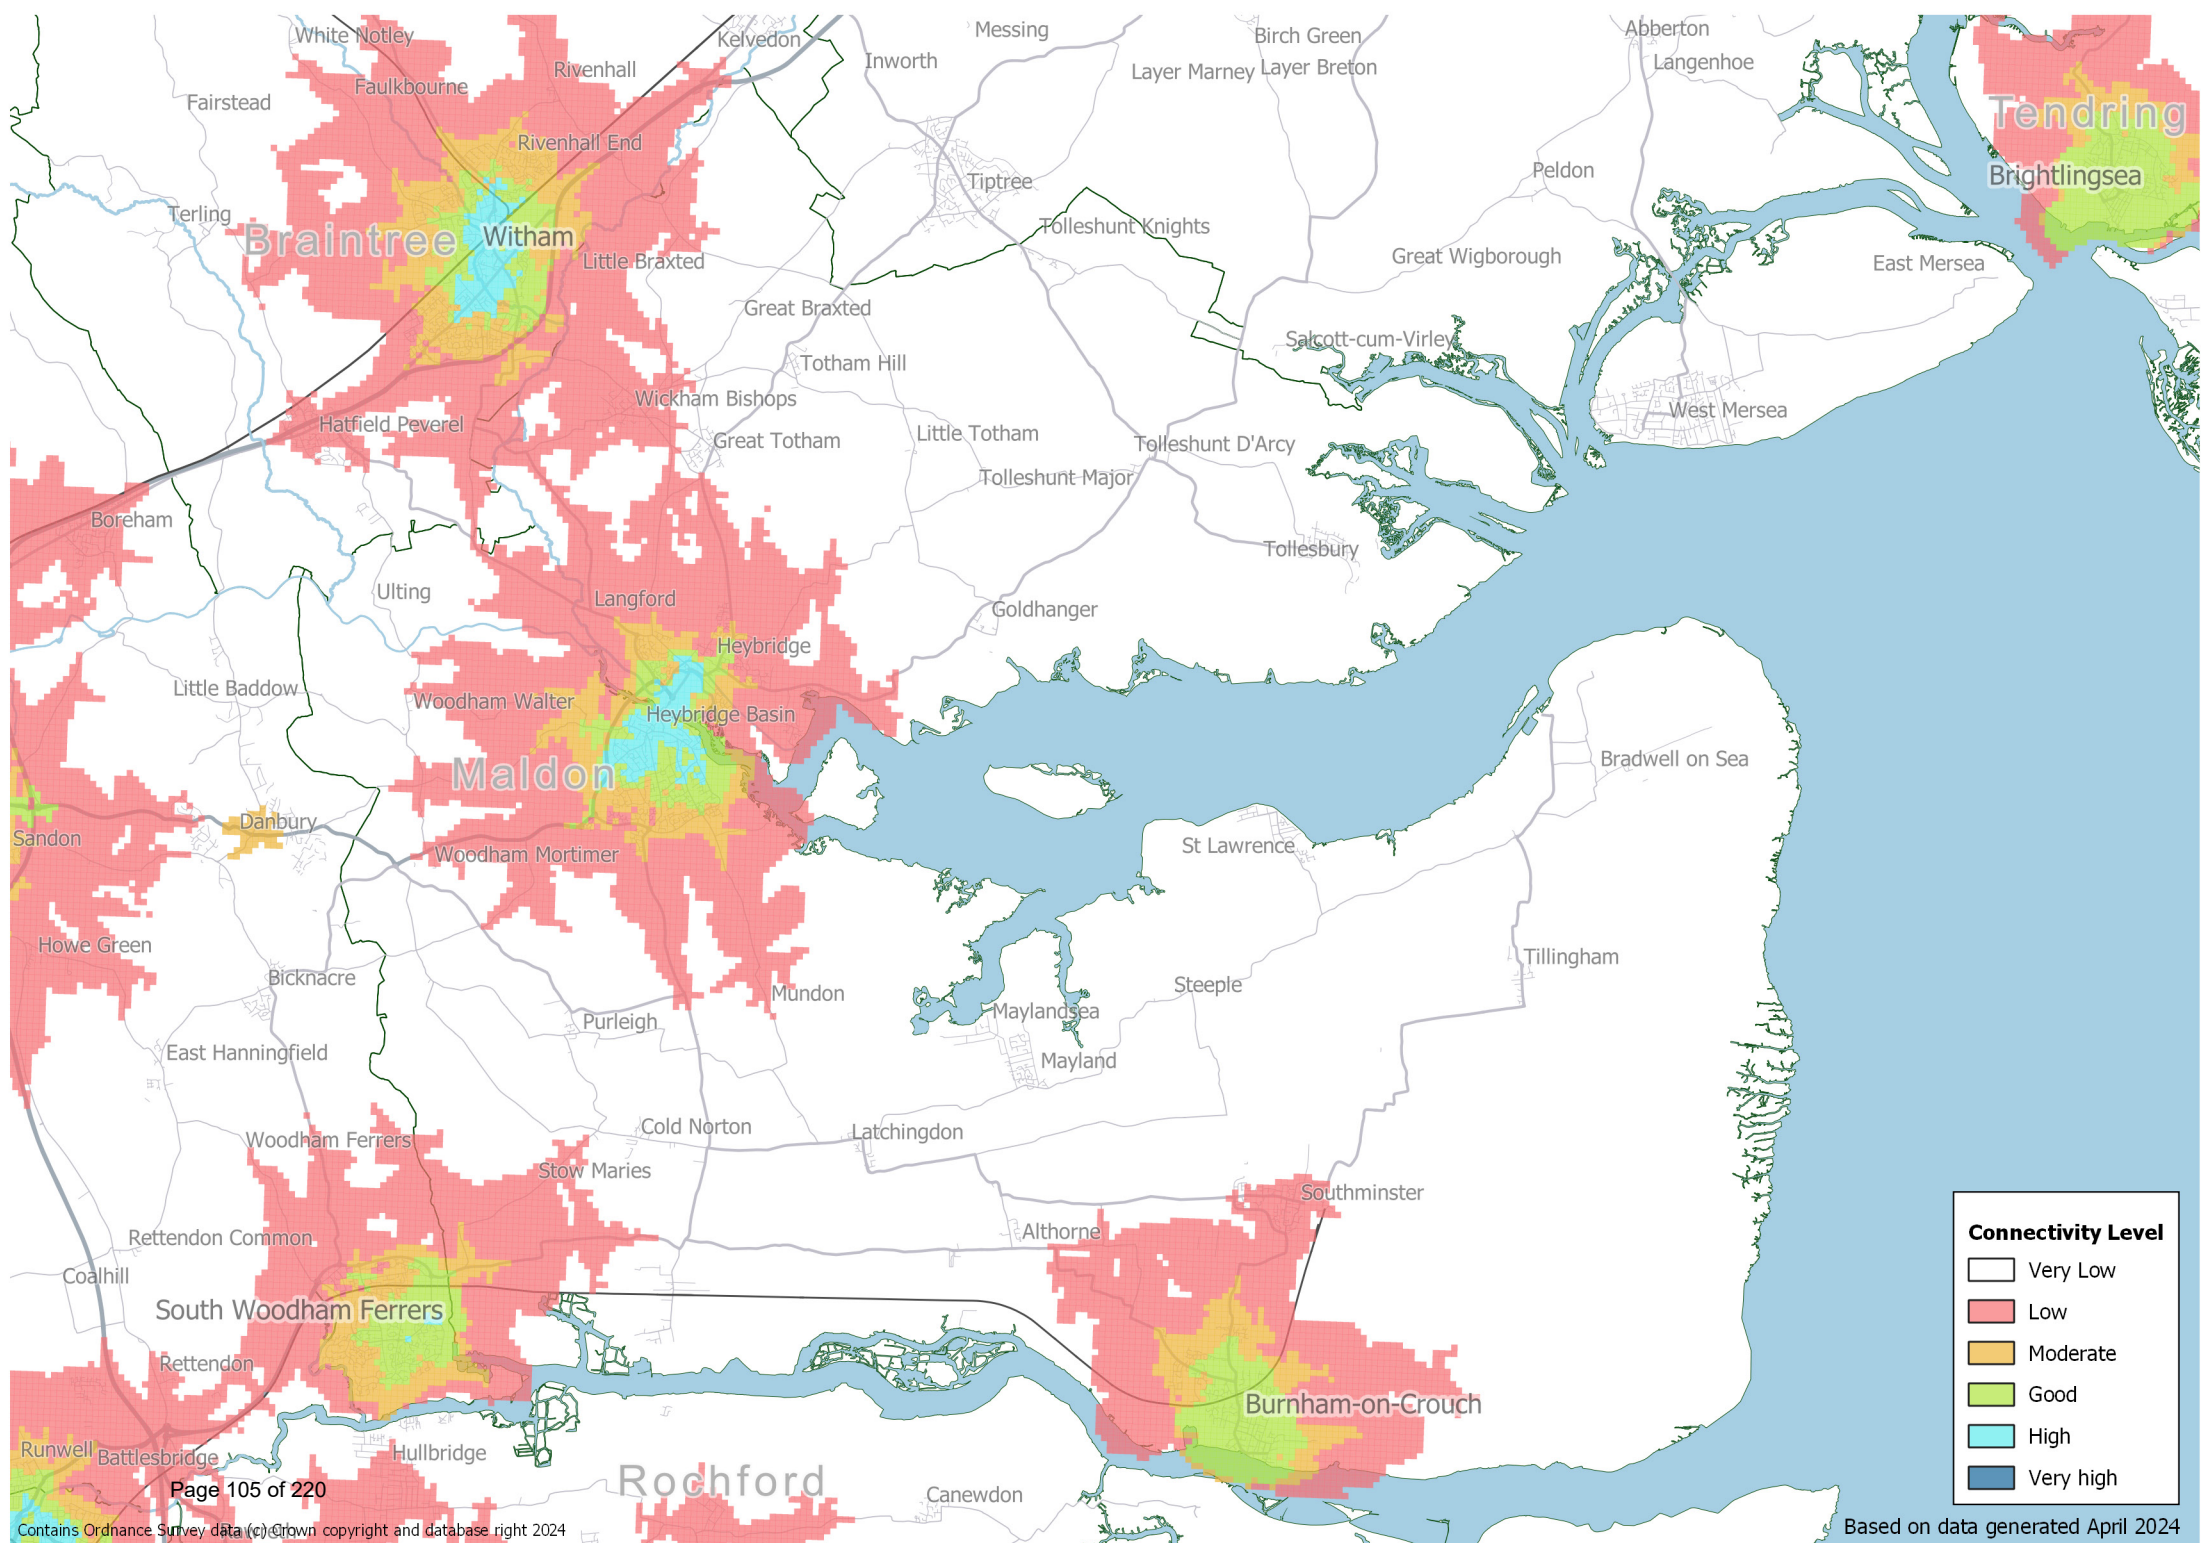 White Notley
Kelvedon
Messing
Birch Green
Abberton
Inworth
Layer Marney
Layer Breton
Langenhoe
Rivenhall
Faulkbourne
Fairstead
Tendring
Rivenhall End
Peldon
Brightlingsea
Tiptree
Terling
Tolleshunt Knights
Braintree
Witham
Little Braxted
Great Wigborough
East Mersea
Great Braxted
Salcott-cum-Virley
Totham Hill
Wickham Bishops
West Mersea
Hatfield Peverel
Great Totham
Little Totham
Tolleshunt D'Arcy
Tolleshunt Major
Boreham
Tollesbury
Ulting
Langford
Goldhanger
Heybridge
Little Baddow
Woodham Walter
Heybridge Basin
Bradwell on Sea
Maldon
Danbury
Sandon
St Lawrence
Woodham Mortimer
Howe Green
Tillingham
Bicknacre
Steeple
Mundon
Maylandsea
Purleigh
East Hanningfield
Mayland
Cold Norton
Latchingdon
Woodham Ferrers
Stow Maries
Southminster
Rettendon Common
Althorne
Coalhill
South Woodham Ferrers
Rettendon
Burnham-on-Crouch
Runwell
Battlesbridge
Hullbridge
Rochford
Canewdon
Rawreth
Connectivity Level
Very Low
Low
Moderate
Good
High
Very high
Page 105 of 220
Contains Ordnance Survey data (c) Crown copyright and database right 2024
Based on data generated April 2024